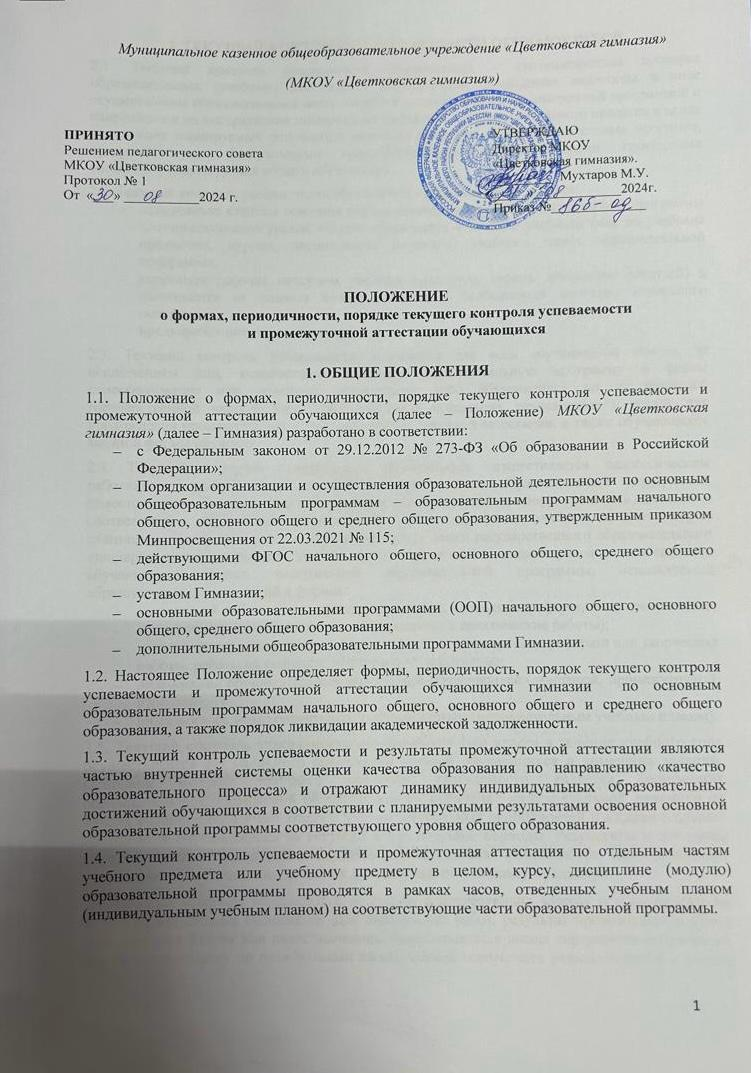 Муниципальное казенное общеобразовательное учреждение «Цветковская гимназия»
(МКОУ «Цветковская гимназия»)
ПРИНЯТО
Решением педагогического совета
МКОУ «Цветковская гимназия»
Протокол № 1
От «30» 08 2024 г.
УТВЕРЖДАЮ
Директор МКОУ
«Цветковская гимназия».
Мухтаров М.У.
08 2024г.
Приказ № 86б-од
ПОЛОЖЕНИЕ
о формах, периодичности, порядке текущего контроля успеваемости
и промежуточной аттестации обучающихся
1. ОБЩИЕ ПОЛОЖЕНИЯ
1.1. Положение о формах, периодичности, порядке текущего контроля успеваемости и
промежуточной аттестации обучающихся (далее – Положение) МКОУ «Цветковская
гимназия» (далее – Гимназия) разработано в соответствии:
– с Федеральным законом от 29.12.2012 № 273-ФЗ «Об образовании в Российской
Федерации»;
– Порядком организации и осуществления образовательной деятельности по основным
общеобразовательным программам – образовательным программам начального
общего, основного общего и среднего общего образования, утвержденным приказом
Минпросвещения от 22.03.2021 № 115;
– действующими ФГОС начального общего, основного общего, среднего общего
образования;
– уставом Гимназии;
– основными образовательными программами (ООП) начального общего, основного
общего, среднего общего образования;
– дополнительными общеобразовательными программами Гимназии.
1.2. Настоящее Положение определяет формы, периодичность, порядок текущего контроля
успеваемости и промежуточной аттестации обучающихся гимназии по основным
образовательным программам начального общего, основного общего и среднего общего
образования, а также порядок ликвидации академической задолженности.
1.3. Текущий контроль успеваемости и результаты промежуточной аттестации являются
частью внутренней системы оценки качества образования по направлению «качество
образовательного процесса» и отражают динамику индивидуальных образовательных
достижений обучающихся в соответствии с планируемыми результатами освоения основной
образовательной программы соответствующего уровня общего образования.
1.4. Текущий контроль успеваемости и промежуточная аттестация по отдельным частям
учебного предмета или учебному предмету в целом, курсу, дисциплине (модулю)
образовательной программы проводятся в рамках часов, отведенных учебным планом
(индивидуальным учебным планом) на соответствующие части образовательной программы.
1